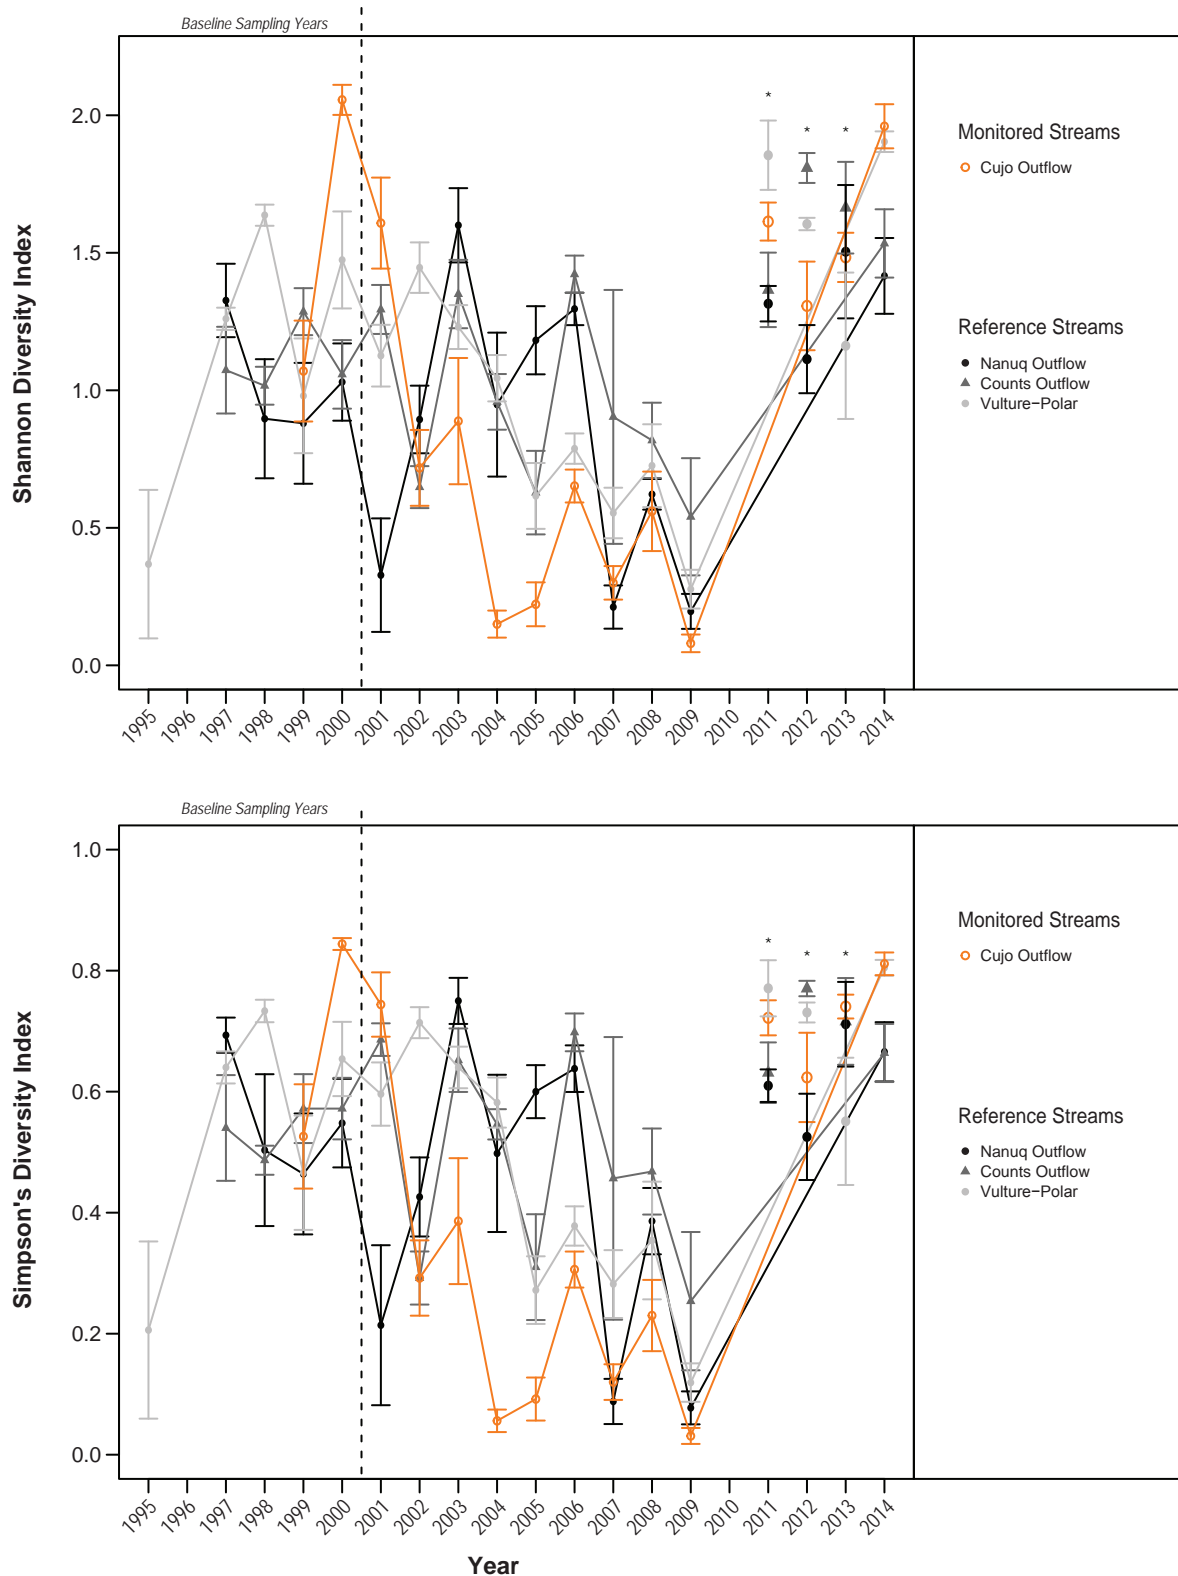 Baseline Sampling Years
Shannon Diversity Index
2.0
1.5
1.0
0.5
0.0
* * *
1995 1996 1997 1998 1999 2000 2001 2002 2003 2004 2005 2006 2007 2008 2009 2010 2011 2012 2013 2014
Monitored Streams
Cujo Outflow
Reference Streams
Nanuq Outflow
Counts Outflow
Vulture−Polar
Baseline Sampling Years
Simpson's Diversity Index
1.0
0.8
0.6
0.4
0.2
0.0
* * *
1995 1996 1997 1998 1999 2000 2001 2002 2003 2004 2005 2006 2007 2008 2009 2010 2011 2012 2013 2014
Year
Monitored Streams
Cujo Outflow
Reference Streams
Nanuq Outflow
Counts Outflow
Vulture−Polar